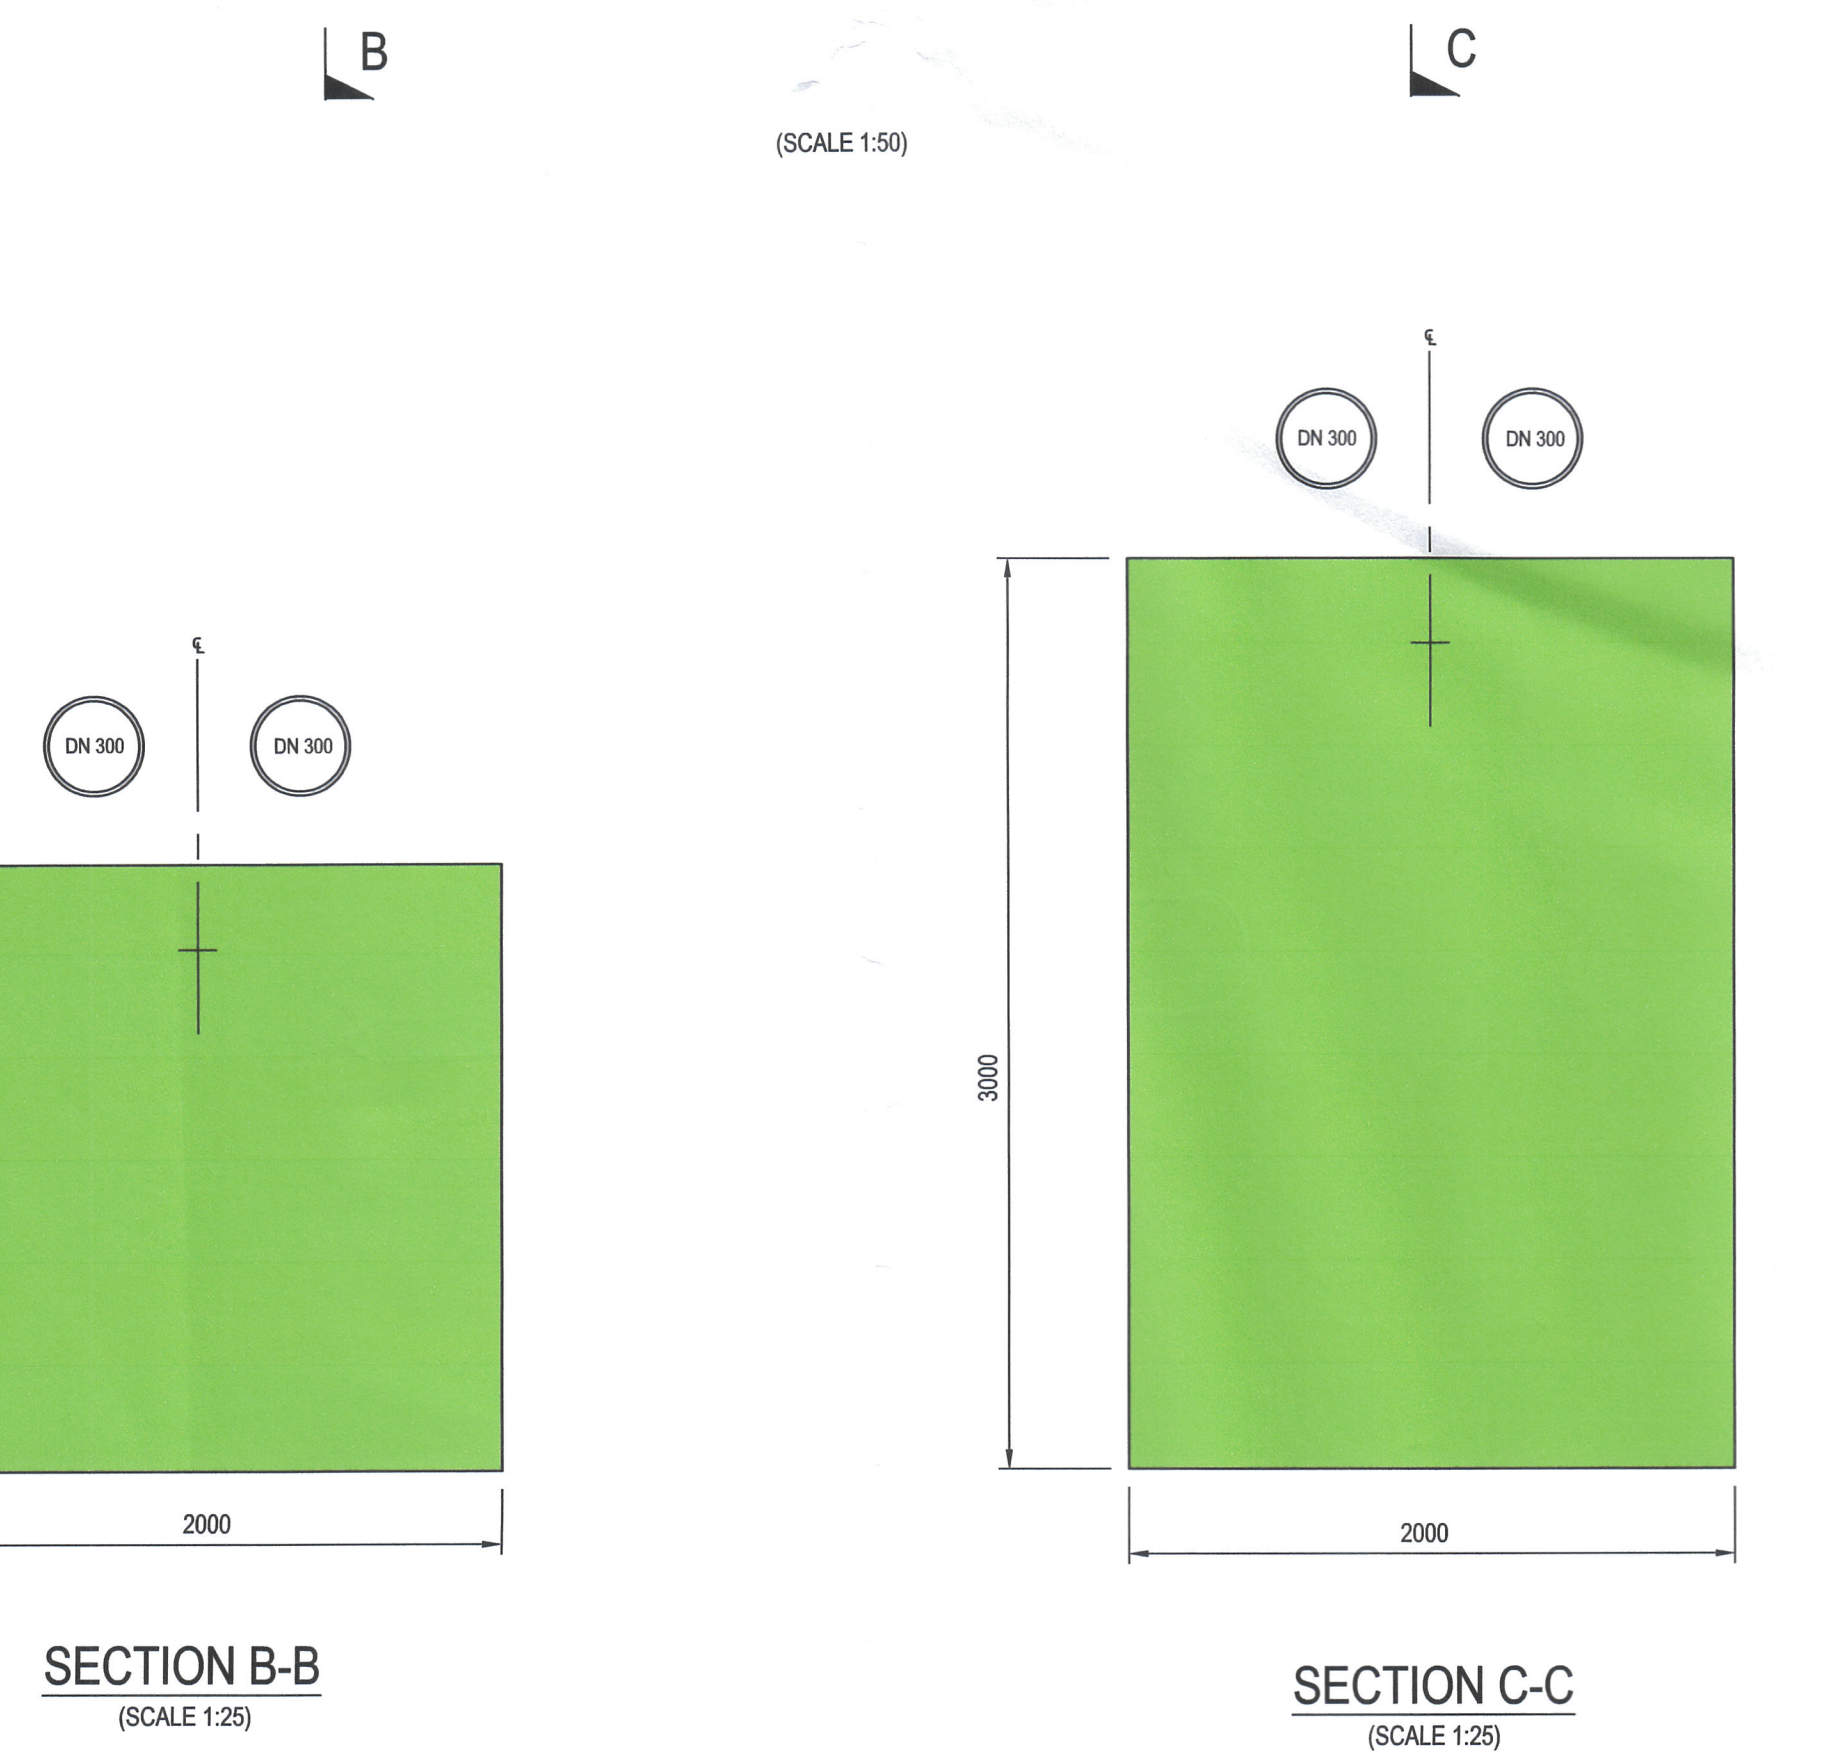 B
C
(SCALE 1:50)
℄
DN 300
DN 300
℄
DN 300
DN 300
3000
2000
2000
SECTION B-B
(SCALE 1:25)
SECTION C-C
(SCALE 1:25)